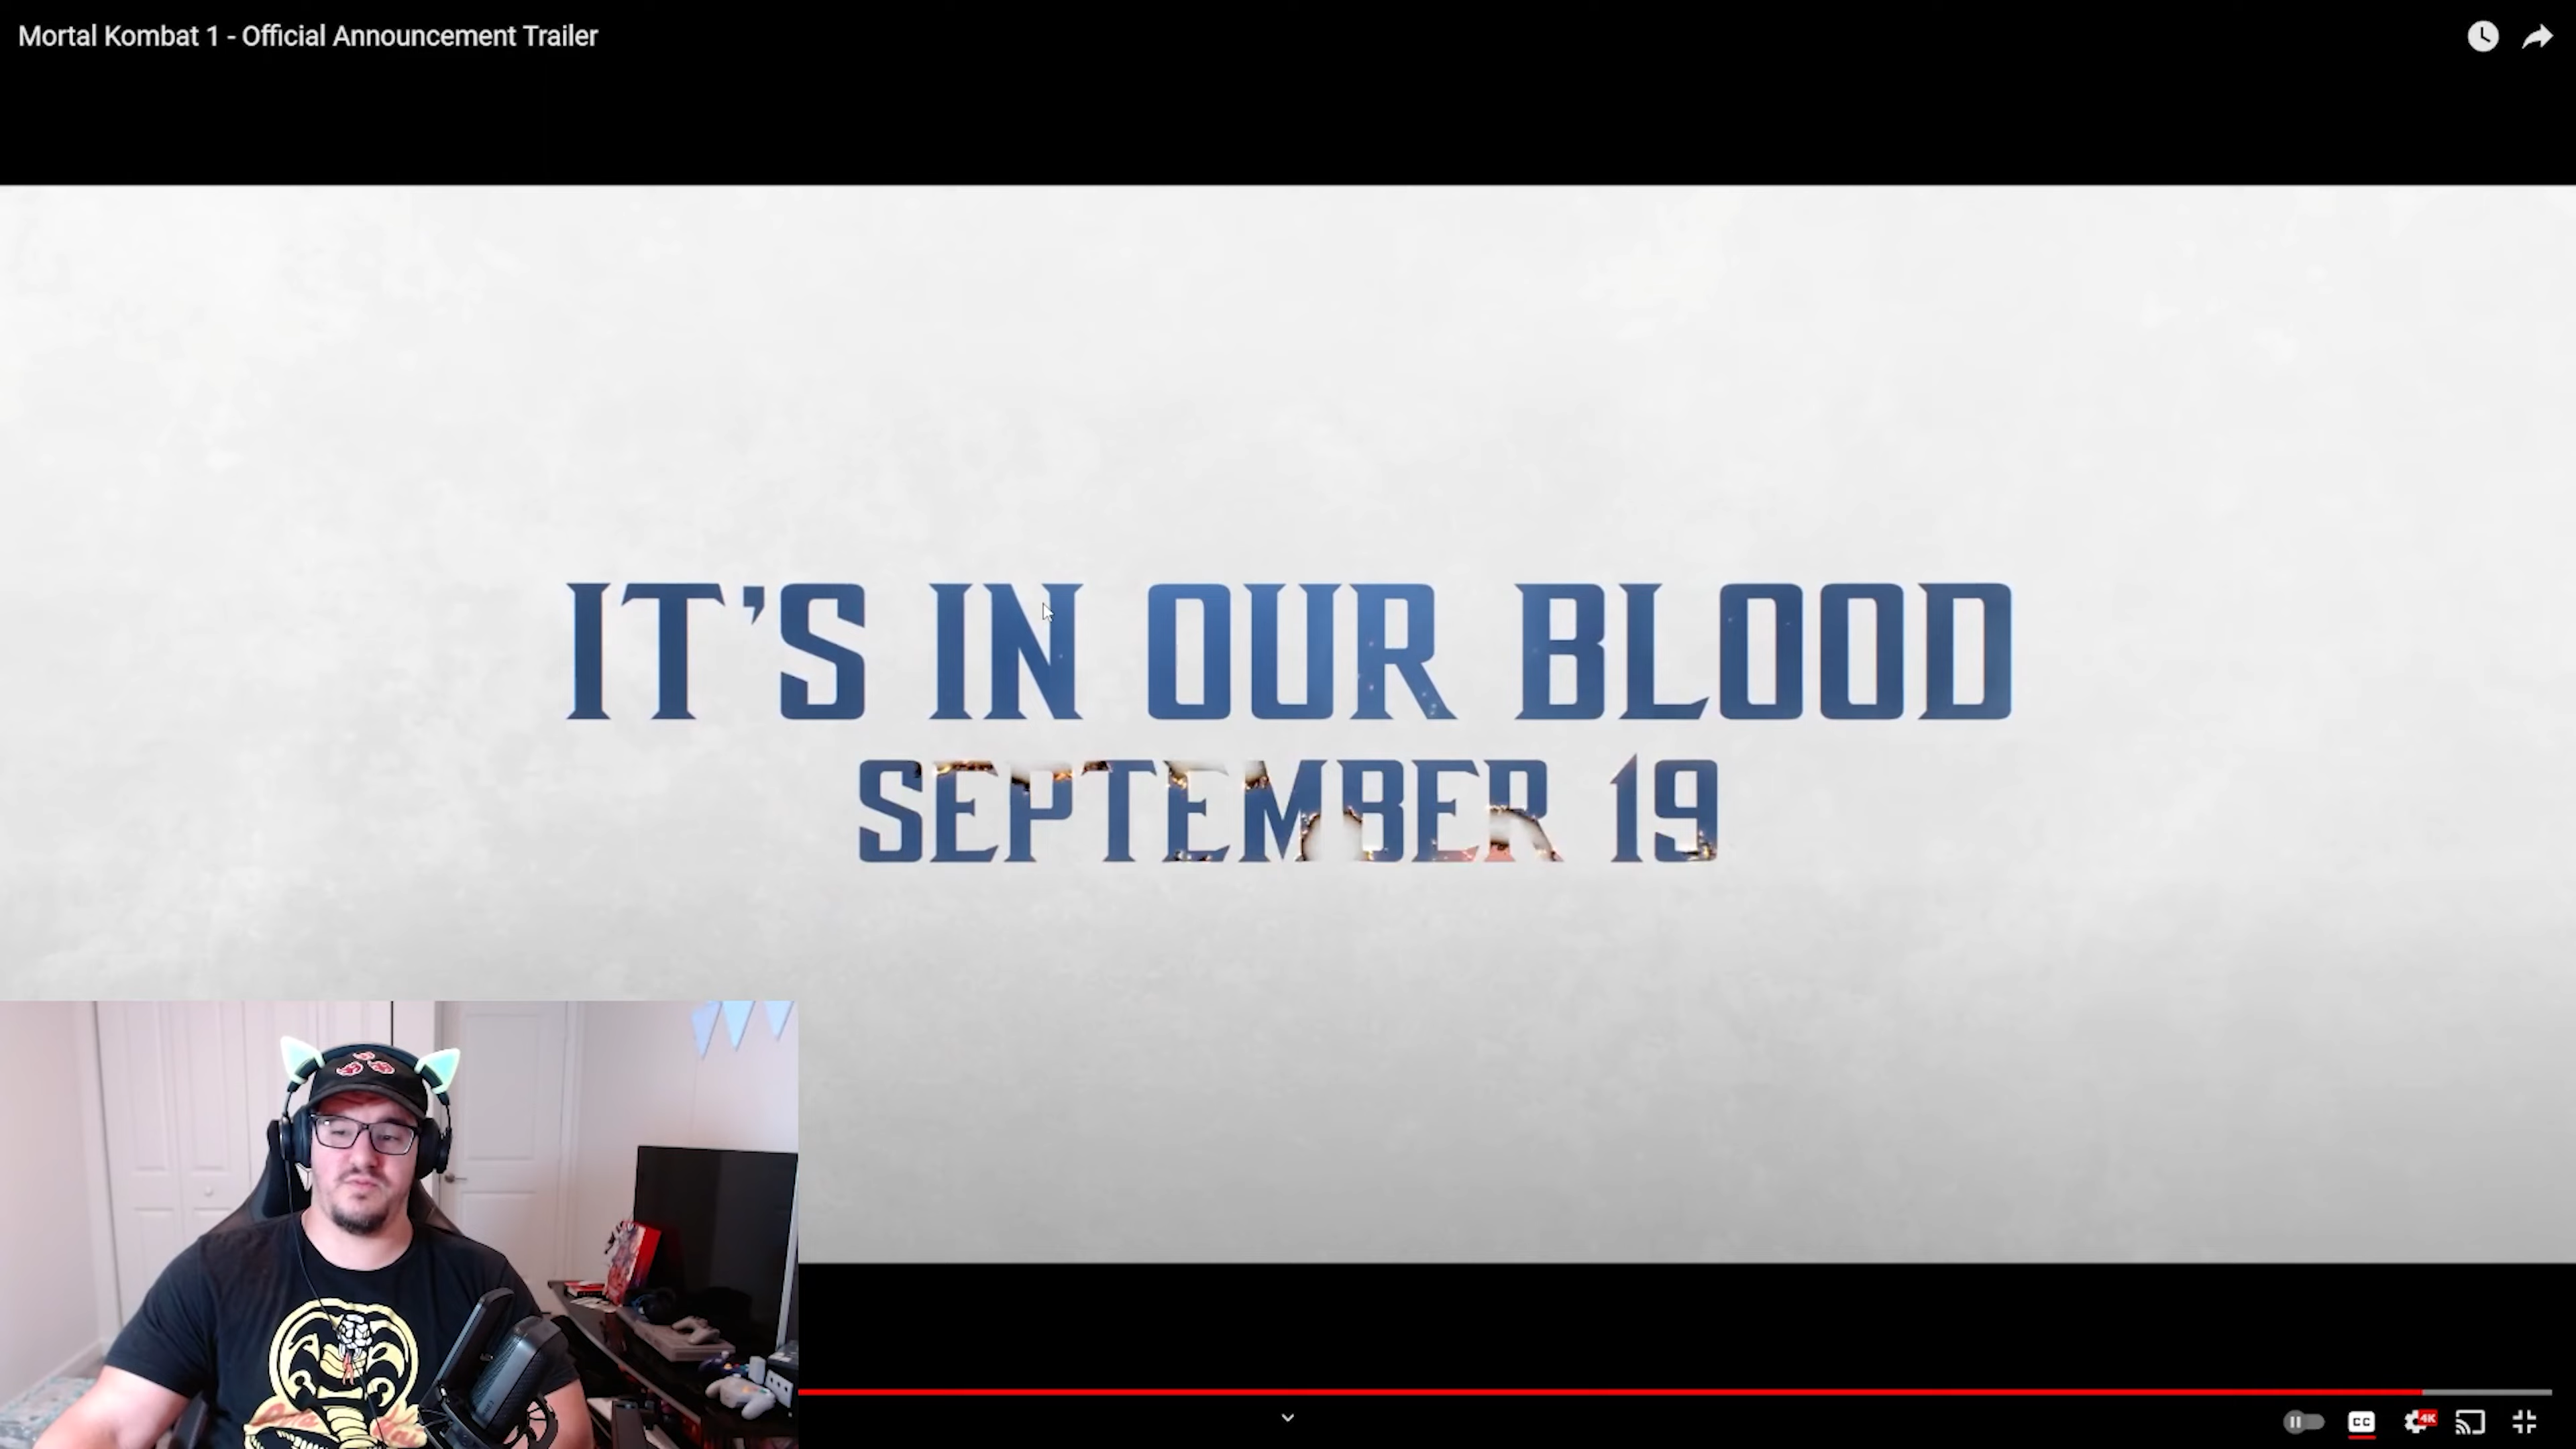 Mortal Kombat 1 - Official Announcement Trailer
IT'S IN OUR BLOOD
SEPTEMBER 19
CC
4K